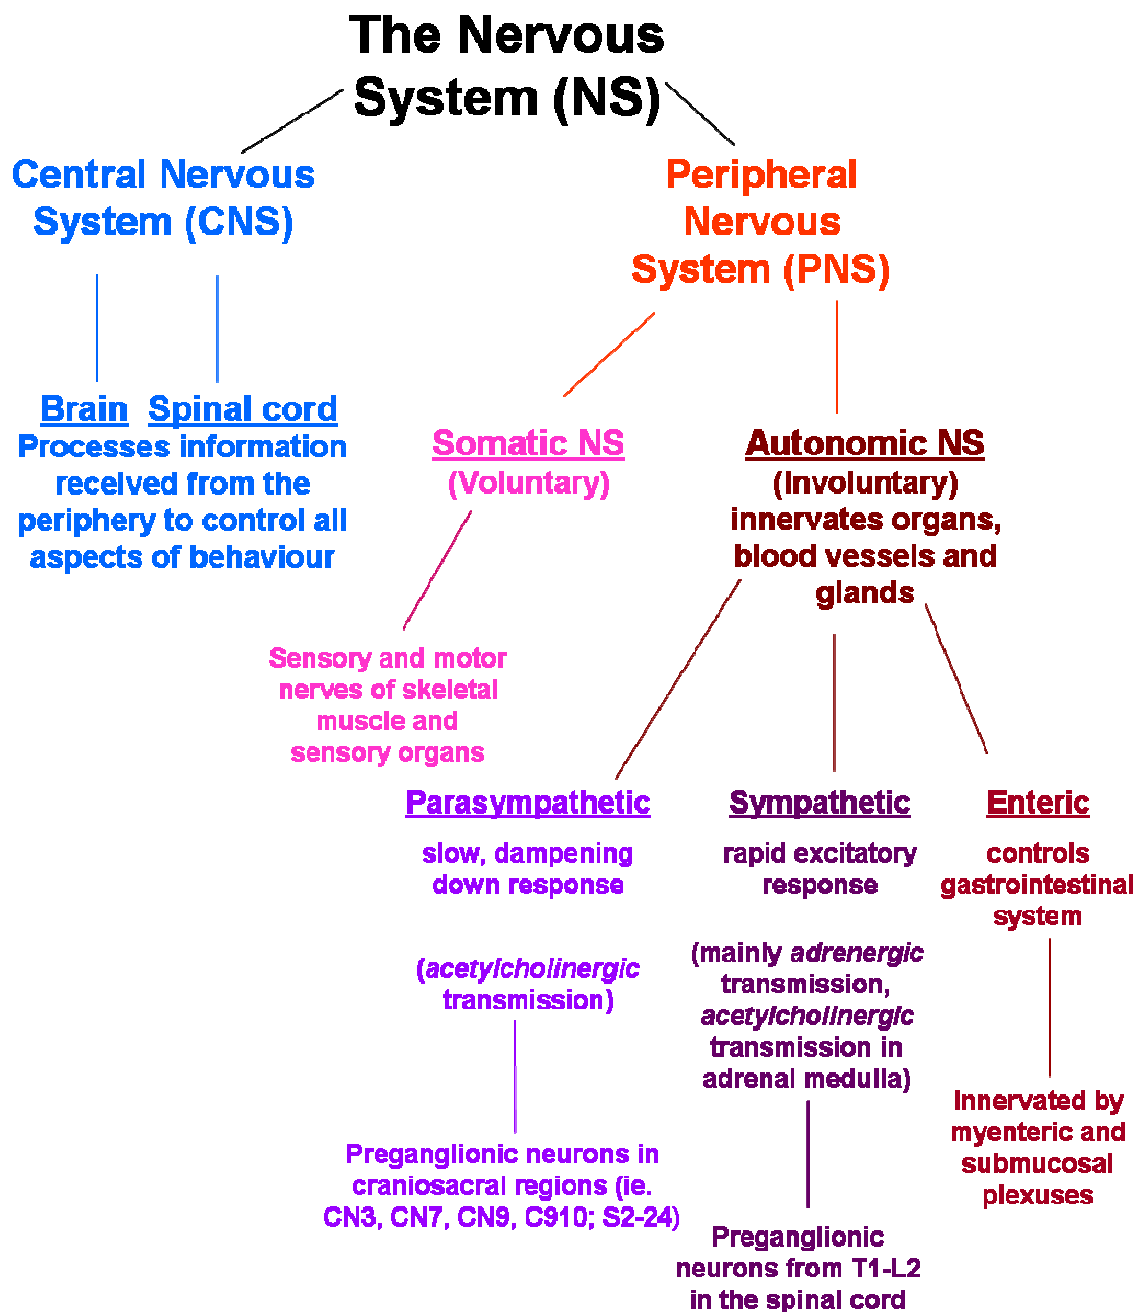 The Nervous
System (NS)
Central Nervous
System (CNS)
Peripheral
Nervous
System (PNS)
Brain Spinal cord
Processes information
received from the
periphery to control all
aspects of behaviour
Somatic NS
(Voluntary)
Autonomic NS
(Involuntary)
innervates organs,
blood vessels and
glands
Sensory and motor
nerves of skeletal
muscle and
sensory organs
Parasympathetic
slow, dampening
down response
(acetylcholinergic
transmission)
Preganglionic neurons in
craniosacral regions (ie.
CN3, CN7, CN9, C910; S2-24)
Sympathetic
rapid excitatory
response
(mainly adrenergic
transmission,
acetylcholinergic
transmission in
adrenal medulla)
Preganglionic
neurons from T1-L2
in the spinal cord
Enteric
controls
gastrointestinal
system
Innervated by
myenteric and
submucosal
plexuses